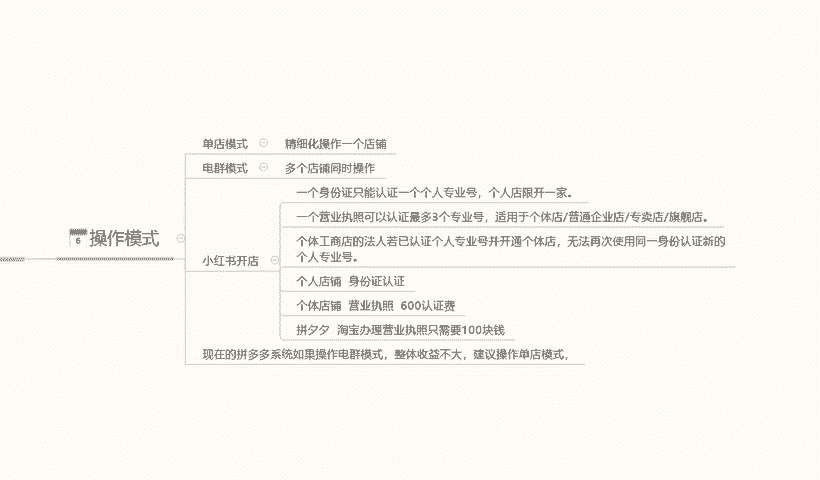 单店模式
精细化操作一个店铺
电群模式
多个店铺同时操作
一个身份证只能认证一个个人专业号，个人店限开一家。
一个营业执照可以认证最多3个专业号，适用于个体店/普通企业店/专卖店/旗舰店。
6
操作模式
个体工商店的法人若已认证个人专业号并开通个体店，无法再次使用同一身份认证新的
个人专业号。
小红书开店
个人店铺 身份证认证
个体店铺 营业执照 600认证费
拼夕夕 淘宝办理营业执照只需要100块钱
现在的拼多多系统如果操作电群模式，整体收益不大，建议操作单店模式，